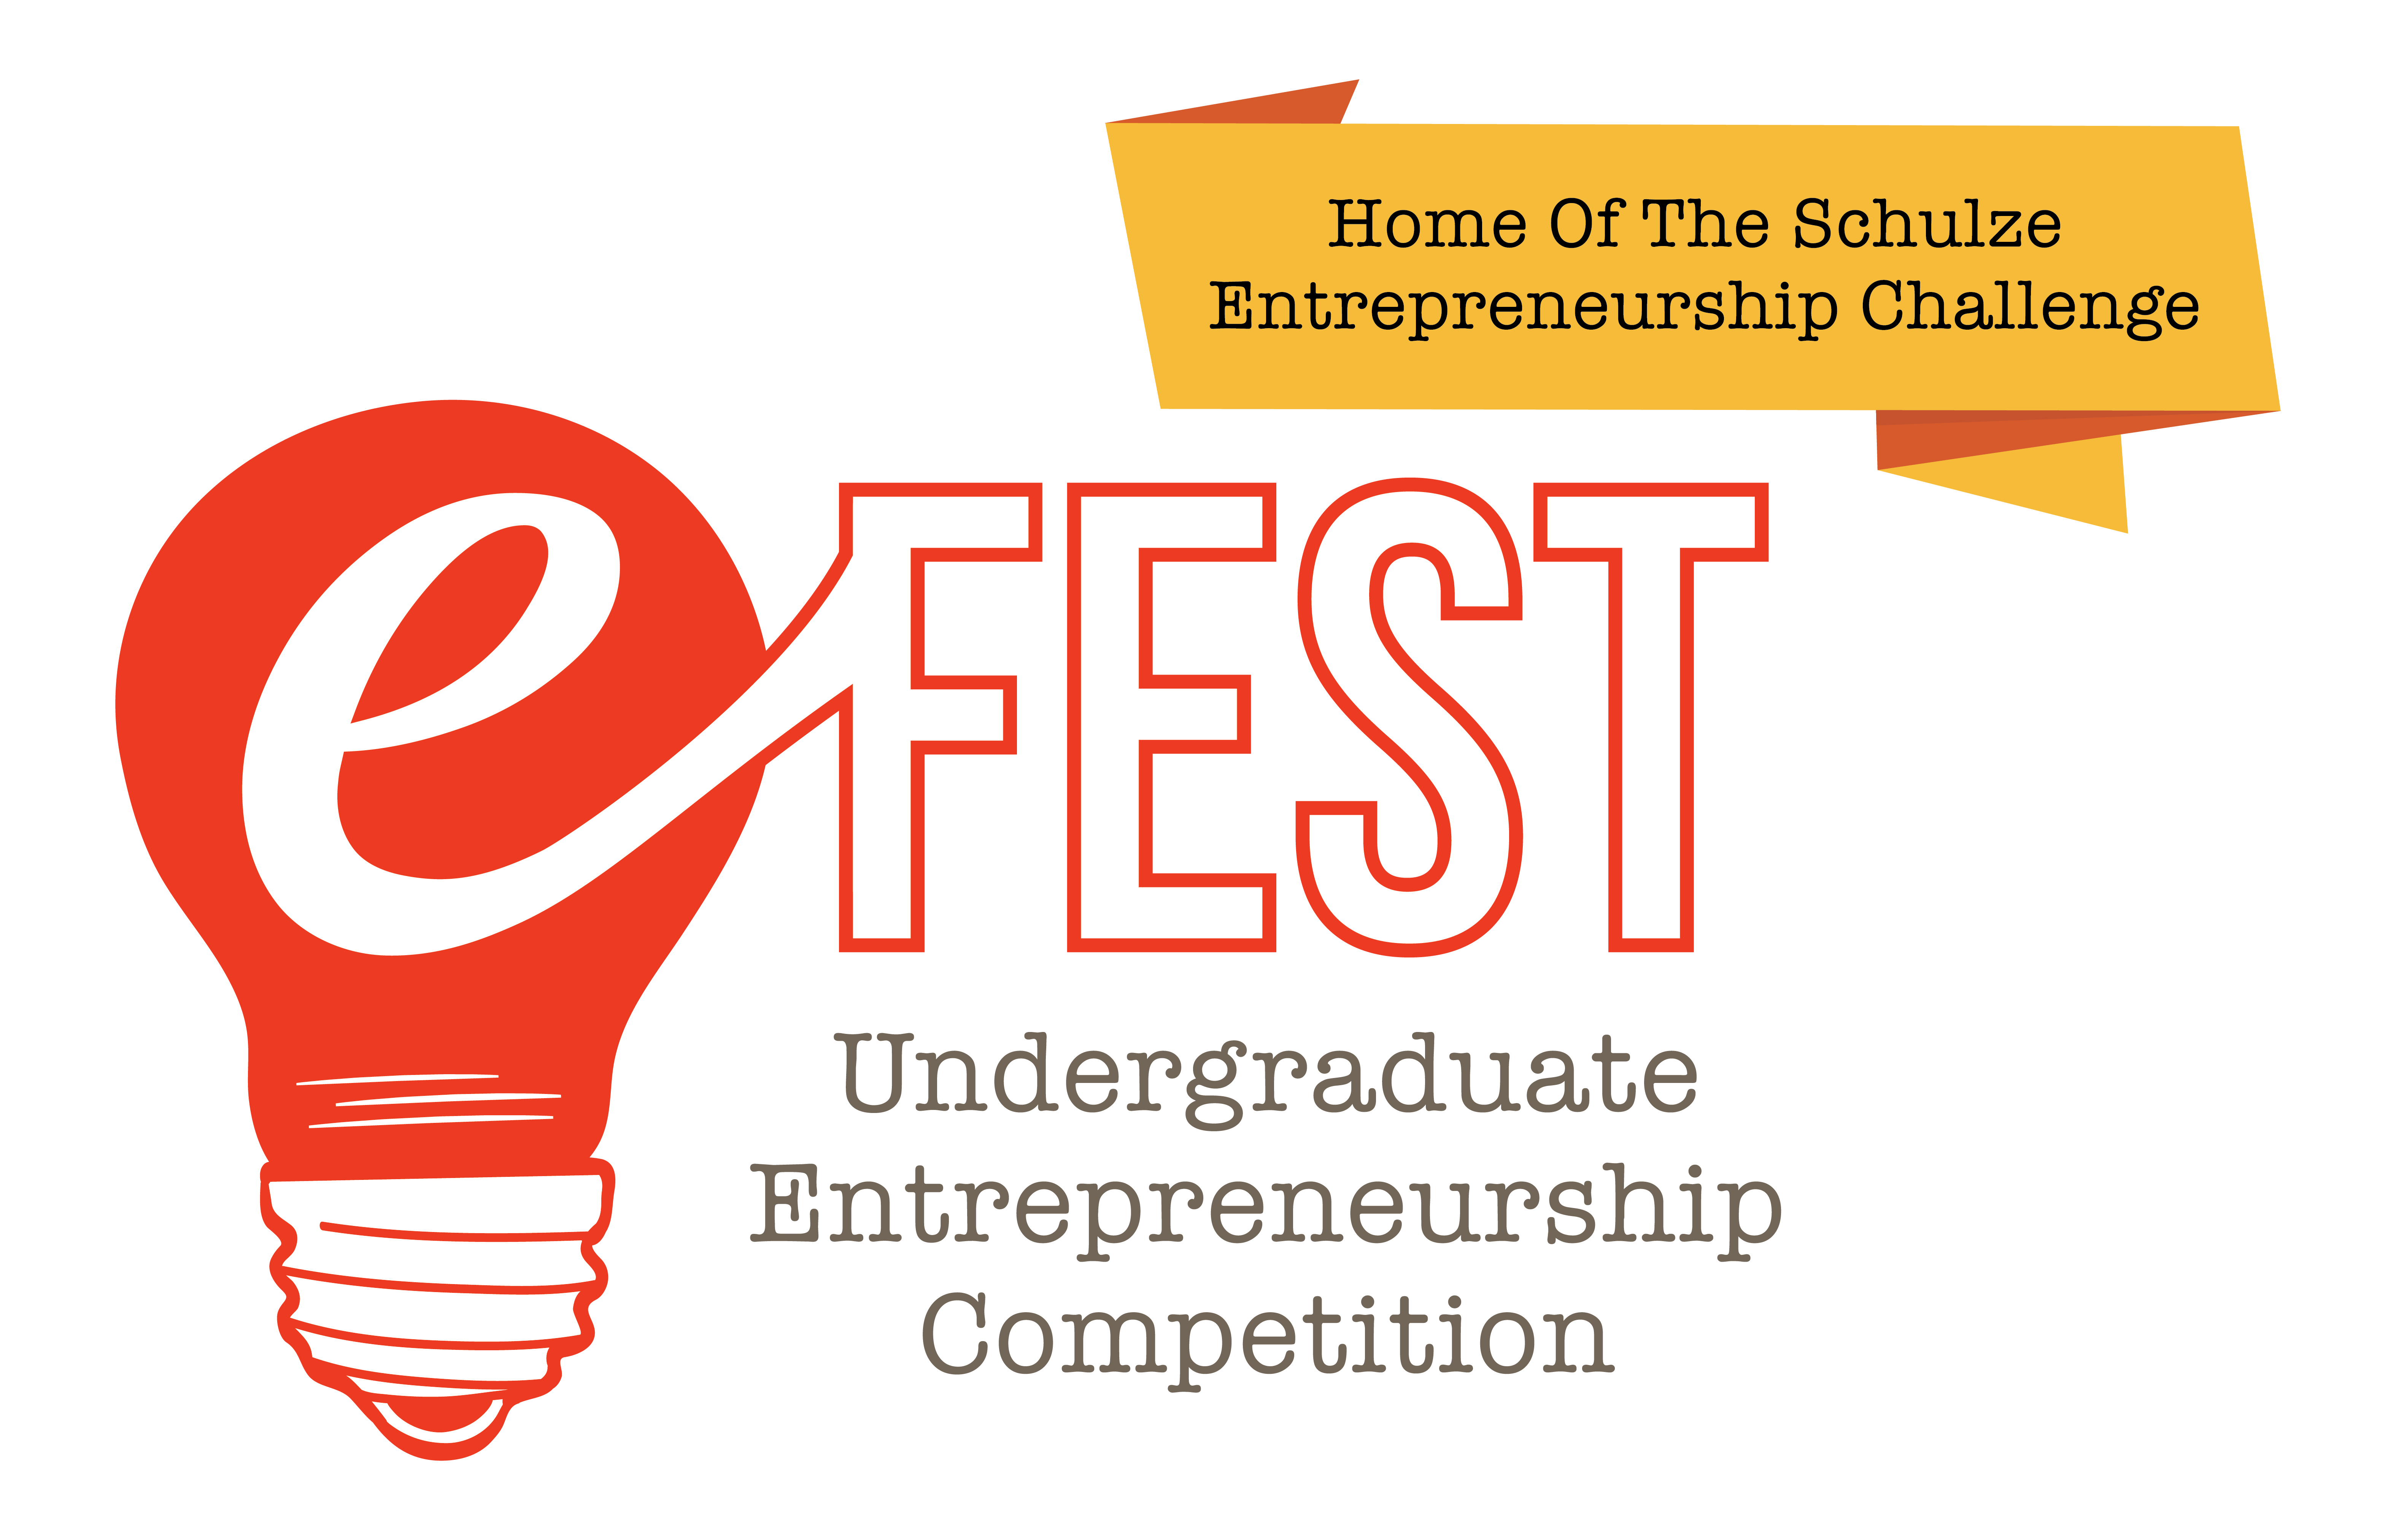 Home Of The Schulze
Entrepreneurship Challenge
eFEST
Undergraduate
Entrepreneurship
Competition